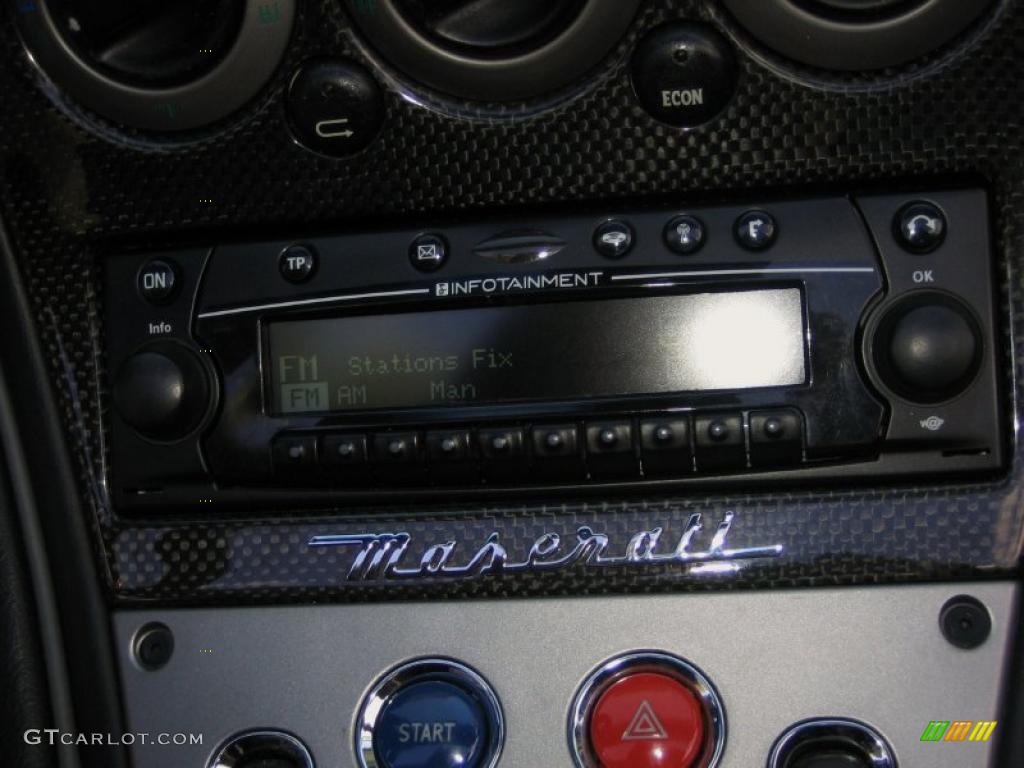 ECON
ON
TP
INFOTAINMENT
OK
Info
FM Stations Fix
FM AM Man
Maserati
START
GTCARLOT.COM